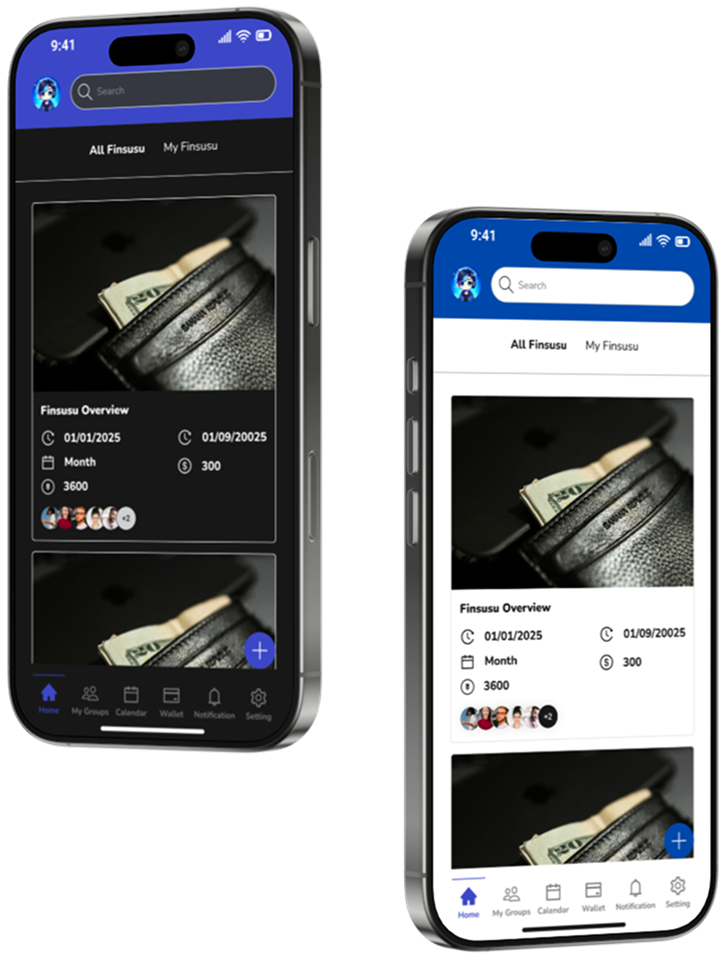 9:41
Search
All Finsusu My Finsusu
Finsusu Overview
01/01/2025 01/09/20025
Month 300
3600
+2
Home My Groups Calendar Wallet Notification Setting
9:41
Search
All Finsusu My Finsusu
Finsusu Overview
01/01/2025 01/09/20025
Month 300
3600
+2
Home My Groups Calendar Wallet Notification Setting